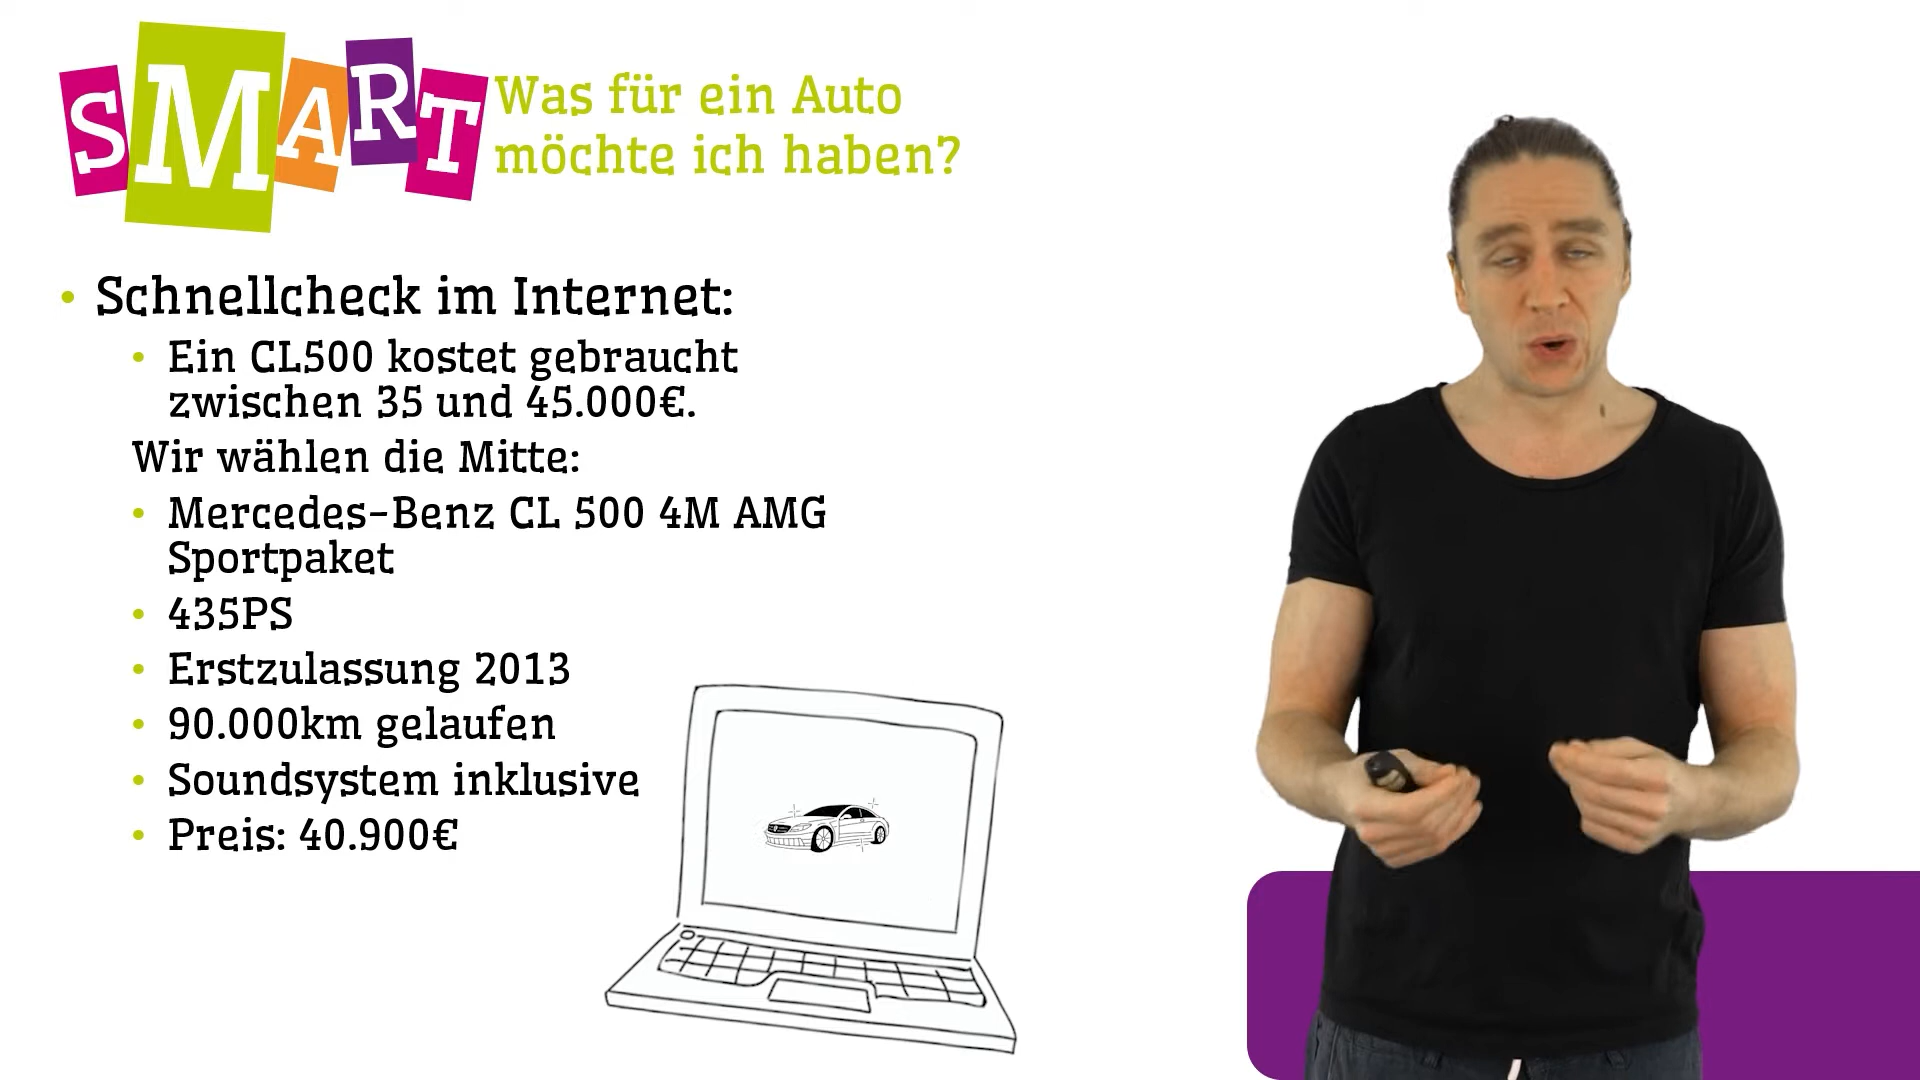 SMART
Was für ein Auto
möchte ich haben?
• Schnellcheck im Internet:
• Ein CL500 kostet gebraucht
zwischen 35 und 45.000€.
Wir wählen die Mitte:
• Mercedes-Benz CL 500 4M AMG
Sportpaket
• 435PS
• Erstzulassung 2013
• 90.000km gelaufen
• Soundsystem inklusive
• Preis: 40.900€